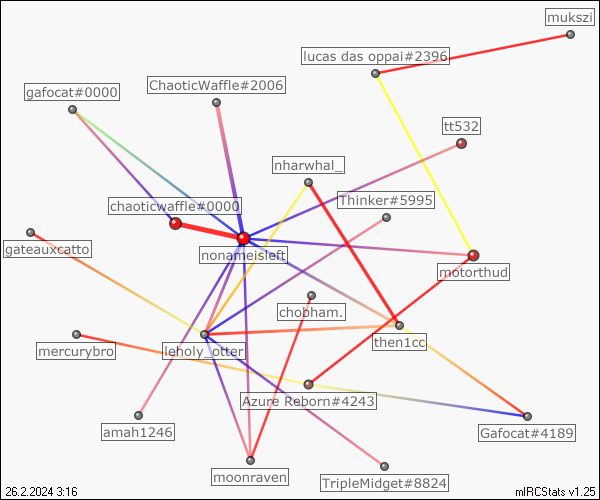 mukszi
lucas das oppai#2396
ChaoticWaffle#2006
gafocat#0000
tt532
nharwhal_
Thinker#5995
chaoticwaffle#0000
gateauxcatto
nonameisleft
motorthud
chobham.
then1cc
mercurybro
leholy_otter
Azure Reborn#4243
amah1246
Gafocat#4189
moonraven
TripleMidget#8824
26.2.2024 3:16
mIRCStats v1.25